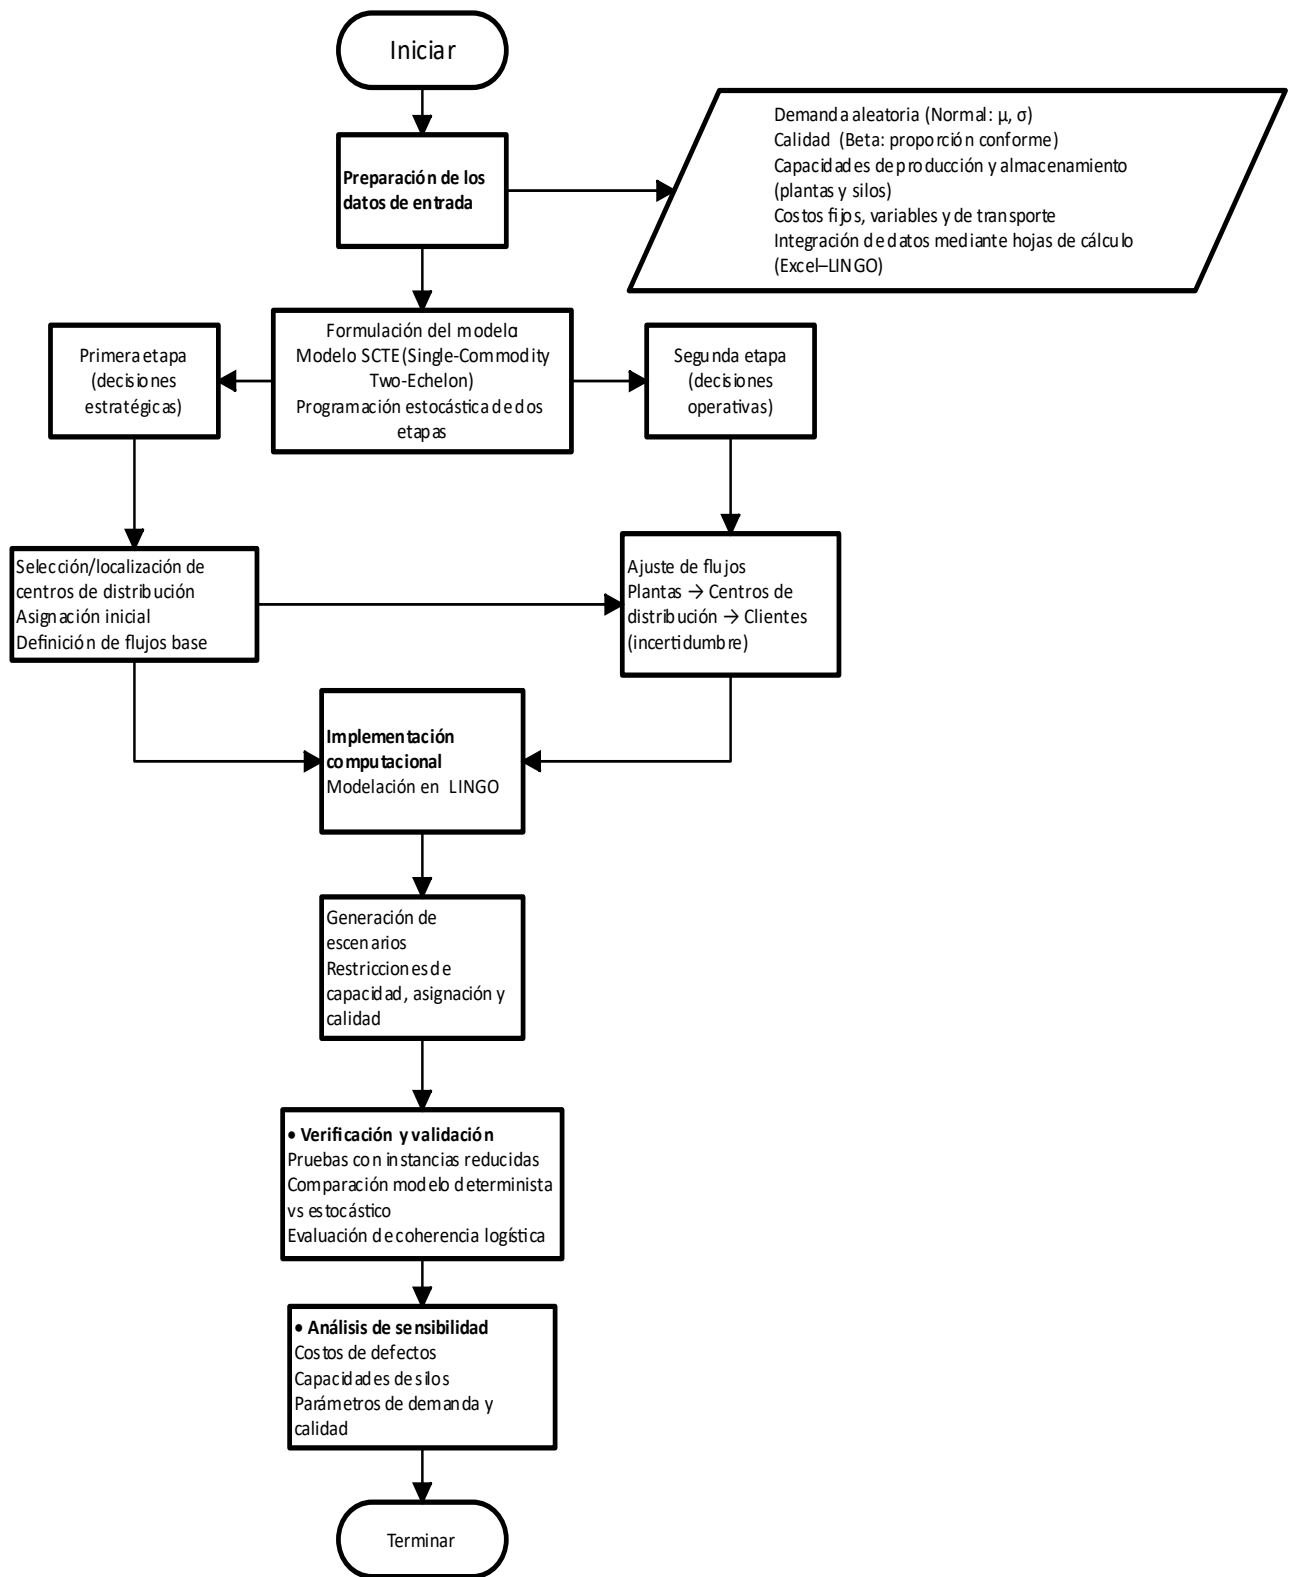 Iniciar
Demanda aleatoria (Normal: μ, σ)
Calidad (Beta: proporción conforme)
Capacidades de producción y almacenamiento
(plantas y silos)
Costos fijos, variables y de transporte
Integración de datos mediante hojas de cálculo
(Excel–LINGO)
Preparación de los
datos de entrada
Formulación del modelo:
Modelo SCTE (Single-Commodity
Two-Echelon)
Programación estocástica de dos
etapas
Primera etapa
(decisiones
estratégicas)
Segunda etapa
(decisiones
operativas)
Selección/localización de
centros de distribución
Asignación inicial
Definición de flujos base
Ajuste de flujos
Plantas → Centros de
distribución → Clientes
(incertidumbre)
Implementación
computacional
Modelación en LINGO
Generación de
escenarios
Restricciones de
capacidad, asignación y
calidad
• Verificación y validación
Pruebas con instancias reducidas
Comparación modelo determinista
vs estocástico
Evaluación de coherencia logística
• Análisis de sensibilidad
Costos de defectos
Capacidades de silos
Parámetros de demanda y
calidad
Terminar